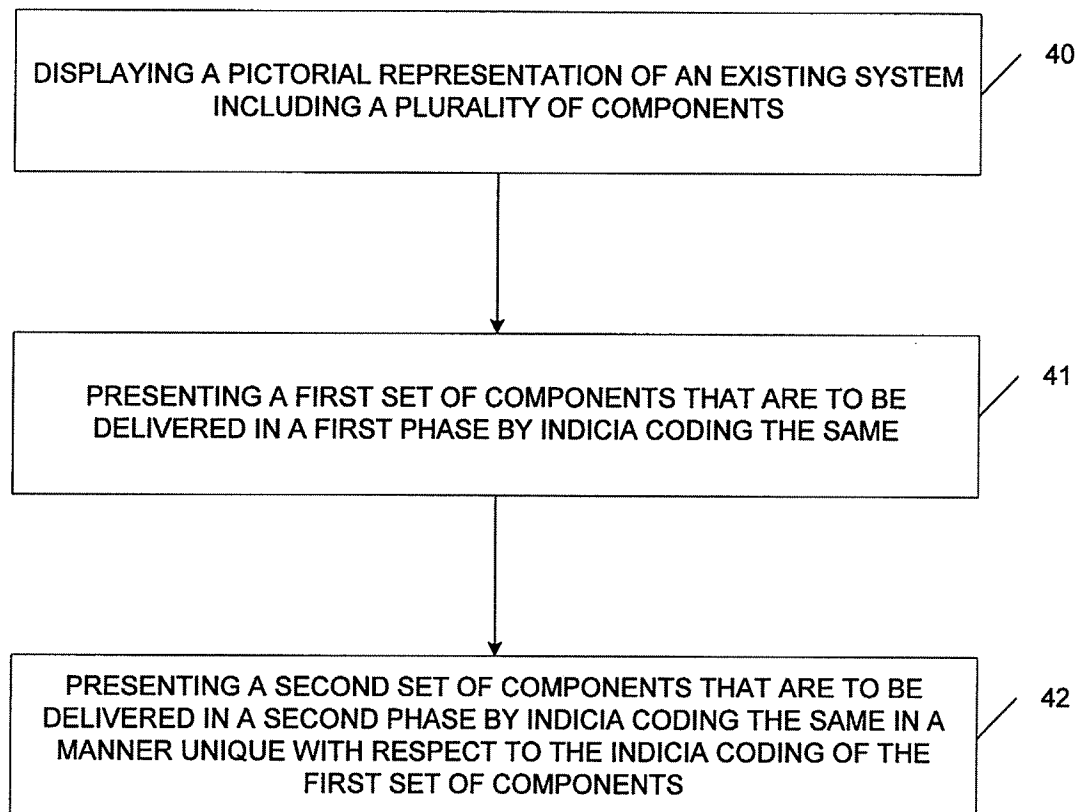 DISPLAYING A PICTORIAL REPRESENTATION OF AN EXISTING SYSTEM
INCLUDING A PLURALITY OF COMPONENTS
40
PRESENTING A FIRST SET OF COMPONENTS THAT ARE TO BE
DELIVERED IN A FIRST PHASE BY INDICIA CODING THE SAME
41
PRESENTING A SECOND SET OF COMPONENTS THAT ARE TO BE
DELIVERED IN A SECOND PHASE BY INDICIA CODING THE SAME IN A
MANNER UNIQUE WITH RESPECT TO THE INDICIA CODING OF THE
FIRST SET OF COMPONENTS
42